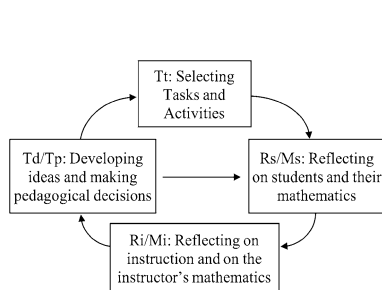 Tt: Selecting
Tasks and
Activities
Td/Tp: Developing
ideas and making
pedagogical decisions
Rs/Ms: Reflecting
on students and their
mathematics
Ri/Mi: Reflecting on
instruction and on the
instructor's mathematics